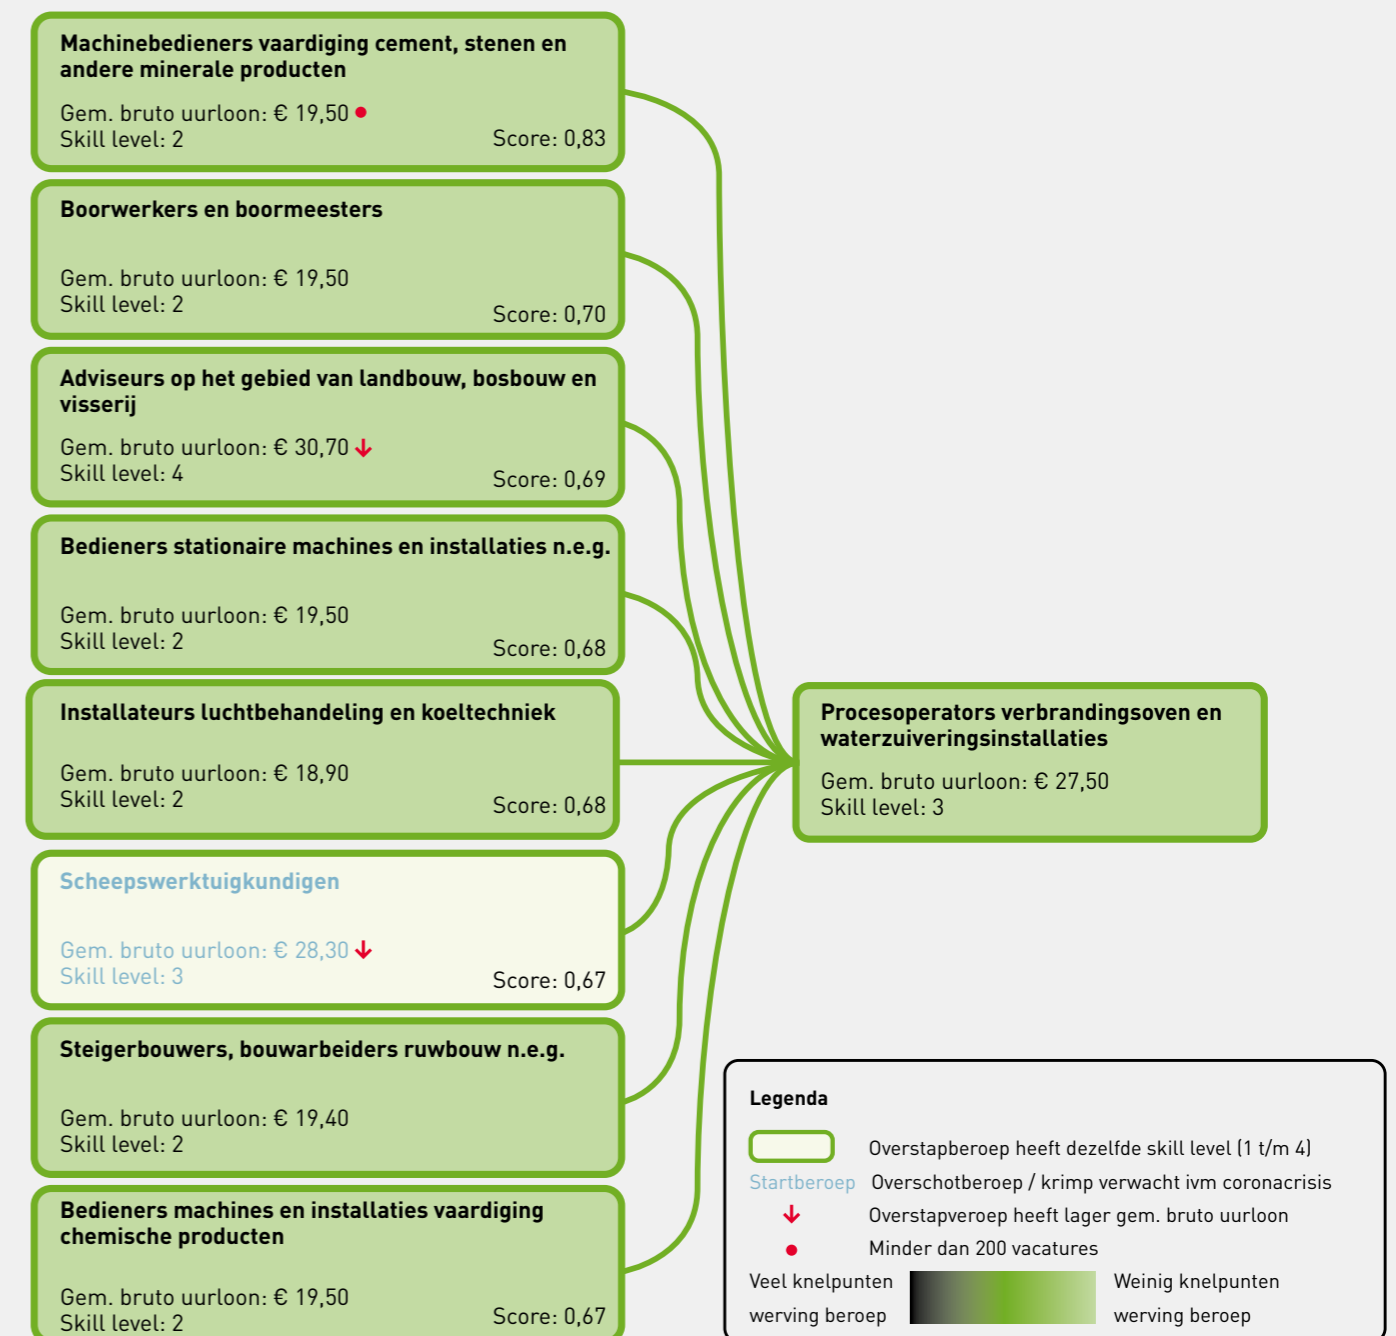 Machinebedieners vaardiging cement, stenen en
andere minerale producten
Gem. bruto uurloon: € 19,50
Skill level: 2
Score: 0,83
Boorwerkers en boormeesters
Gem. bruto uurloon: € 19,50
Skill level: 2
Score: 0,70
Adviseurs op het gebied van landbouw, bosbouw en
visserij
Gem. bruto uurloon: € 30,70
Skill level: 4
Score: 0,69
Bedieners stationaire machines en installaties n.e.g.
Gem. bruto uurloon: € 19,50
Skill level: 2
Score: 0,68
Installateurs luchtbehandeling en koeltechniek
Gem. bruto uurloon: € 18,90
Skill level: 2
Score: 0,68
Procesoperators verbrandingsoven en
waterzuiveringsinstallaties
Gem. bruto uurloon: € 27,50
Skill level: 3
Scheepswerktuigkundigen
Gem. bruto uurloon: € 28,30
Skill level: 3
Score: 0,67
Steigerbouwers, bouwarbeiders ruwbouw n.e.g.
Gem. bruto uurloon: € 19,40
Skill level: 2
Bedieners machines en installaties vaardiging
chemische producten
Gem. bruto uurloon: € 19,50
Skill level: 2
Score: 0,67
Legenda
Overstapberoep heeft dezelfde skill level (1 t/m 4)
Startberoep Overschotberoep / krimp verwacht ivm coronacrisis
Overstapveroep heeft lager gem. bruto uurloon
Minder dan 200 vacatures
Veel knelpunten
werving beroep
Weinig knelpunten
werving beroep